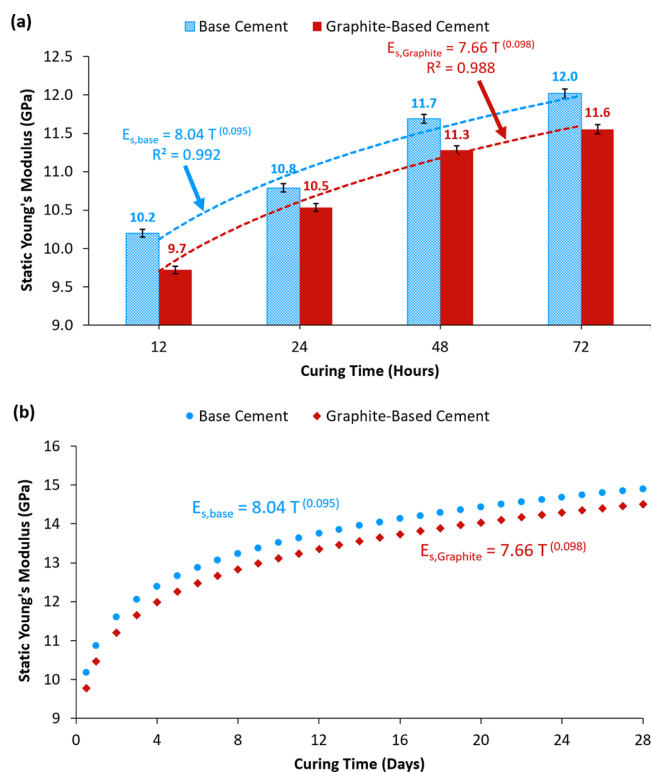 (a)
Base Cement Graphite-Based Cement
Static Young's Modulus (GPa)
12.5
12.0
11.5
11.0
10.5
10.0
9.5
9.0
E_s,base = 8.04 T^(0.095)
R² = 0.992
E_s,Graphite = 7.66 T^(0.098)
R² = 0.988
10.2
9.7
10.8
10.5
11.7
11.3
12.0
11.6
12 24 48 72
Curing Time (Hours)
(b)
Base Cement Graphite-Based Cement
Static Young's Modulus (GPa)
16
15
14
13
12
11
10
9
E_s,base = 8.04 T^(0.095)
E_s,Graphite = 7.66 T^(0.098)
0 4 8 12 16 20 24 28
Curing Time (Days)